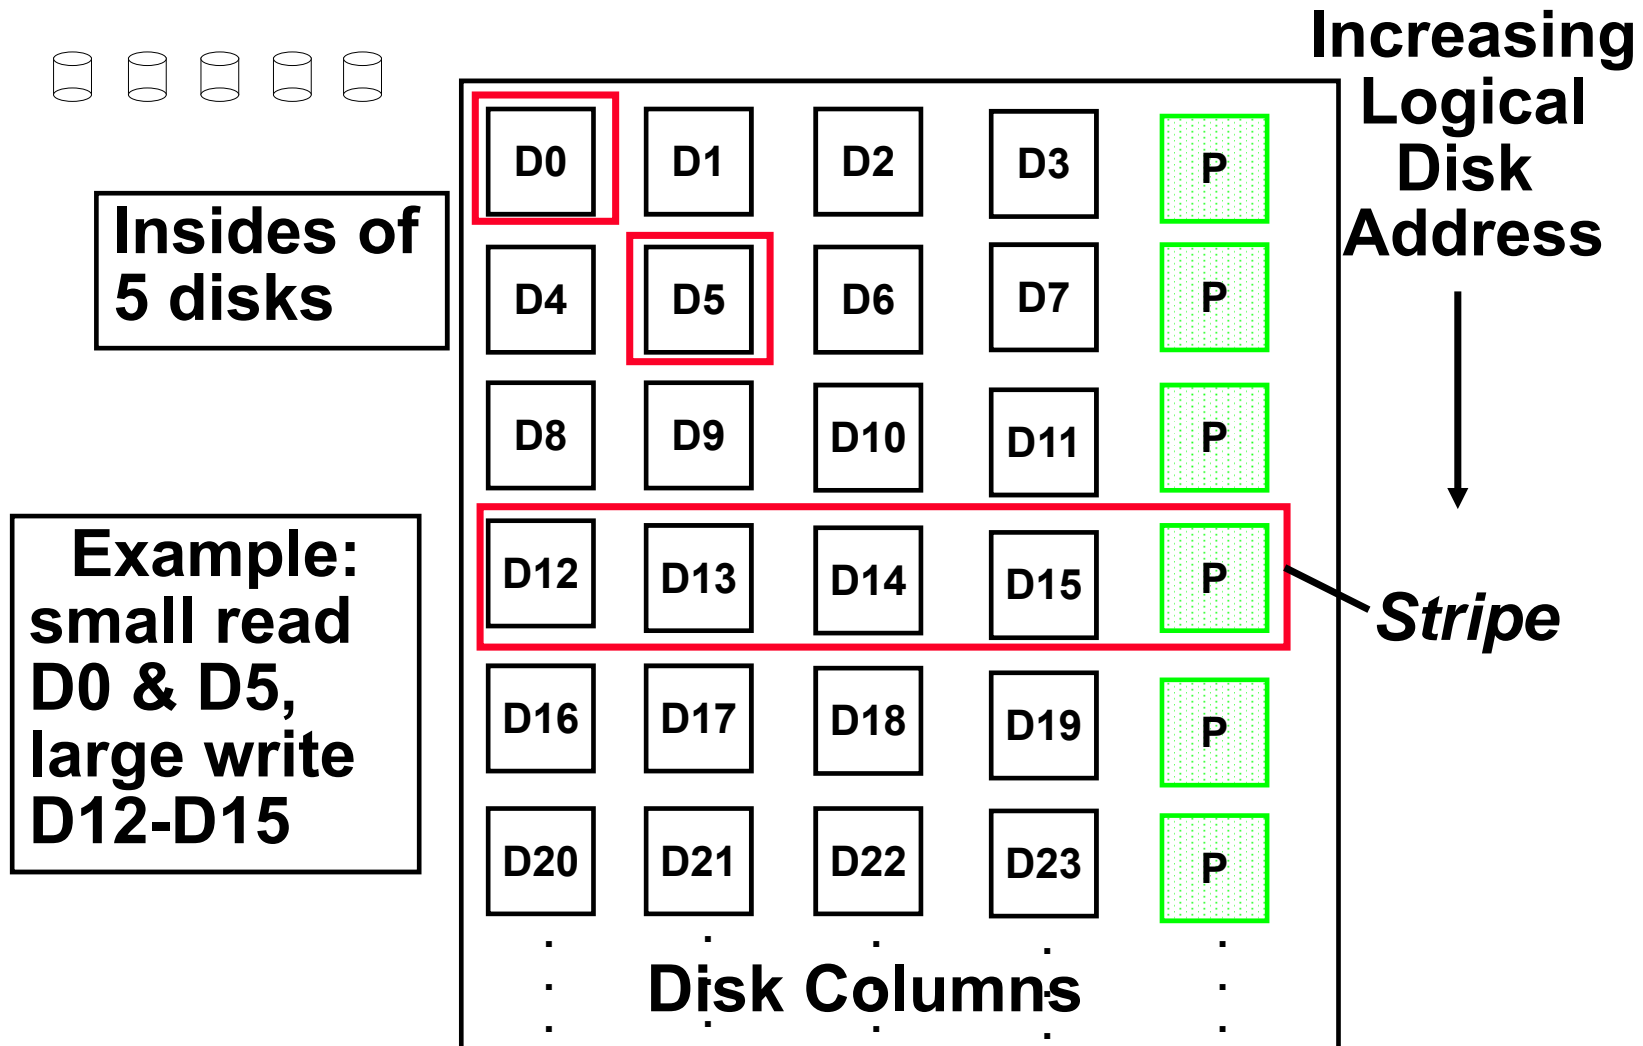 Increasing
Logical
Disk
Address
Insides of
5 disks
D0 D1 D2 D3 P
D4 D5 D6 D7 P
D8 D9 D10 D11 P
Example:
small read
D0 & D5,
large write
D12-D15
D12 D13 D14 D15 P
Stripe
D16 D17 D18 D19 P
D20 D21 D22 D23 P
Disk Columns